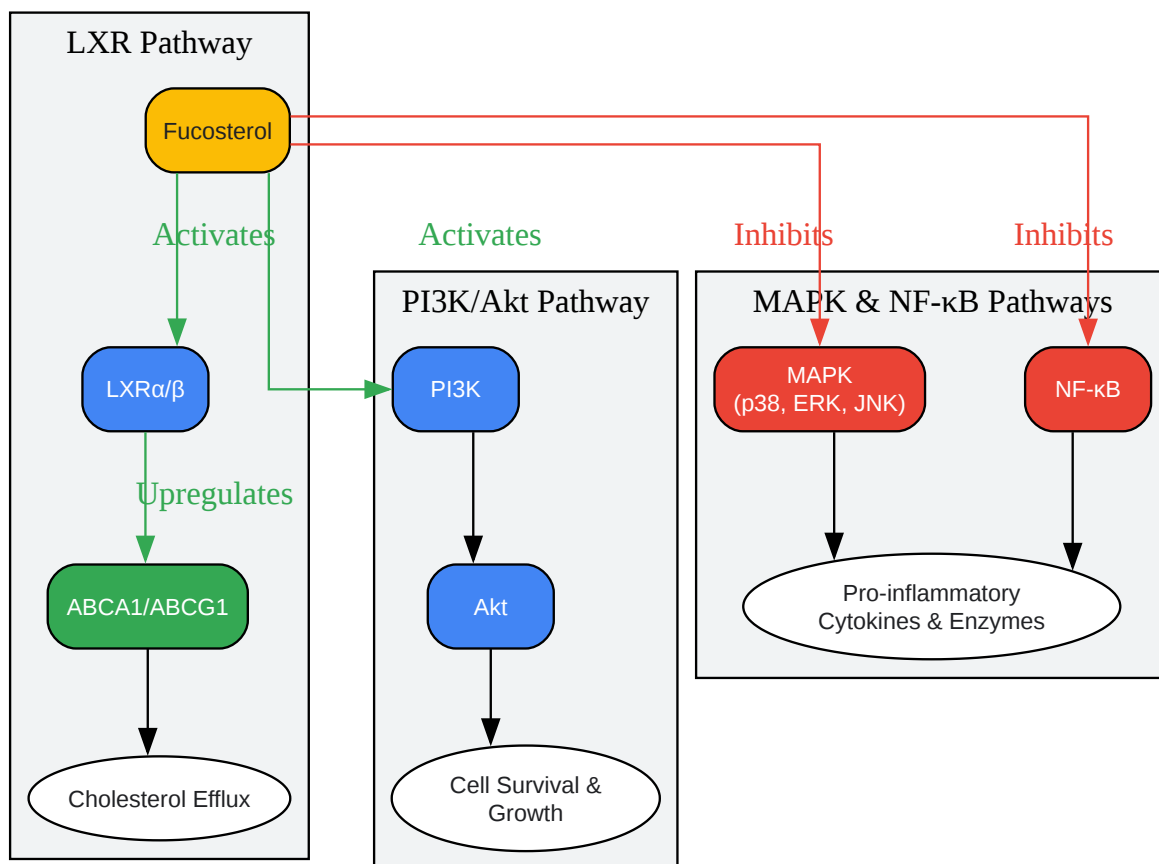 LXR Pathway
Fucosterol
Activates
Activates
Inhibits
Inhibits
PI3K/Akt Pathway
MAPK & NF-κB Pathways
LXRα/β
PI3K
MAPK
(p38, ERK, JNK)
NF-κB
Upregulates
ABCA1/ABCG1
Akt
Pro-inflammatory
Cytokines & Enzymes
Cholesterol Efflux
Cell Survival &
Growth